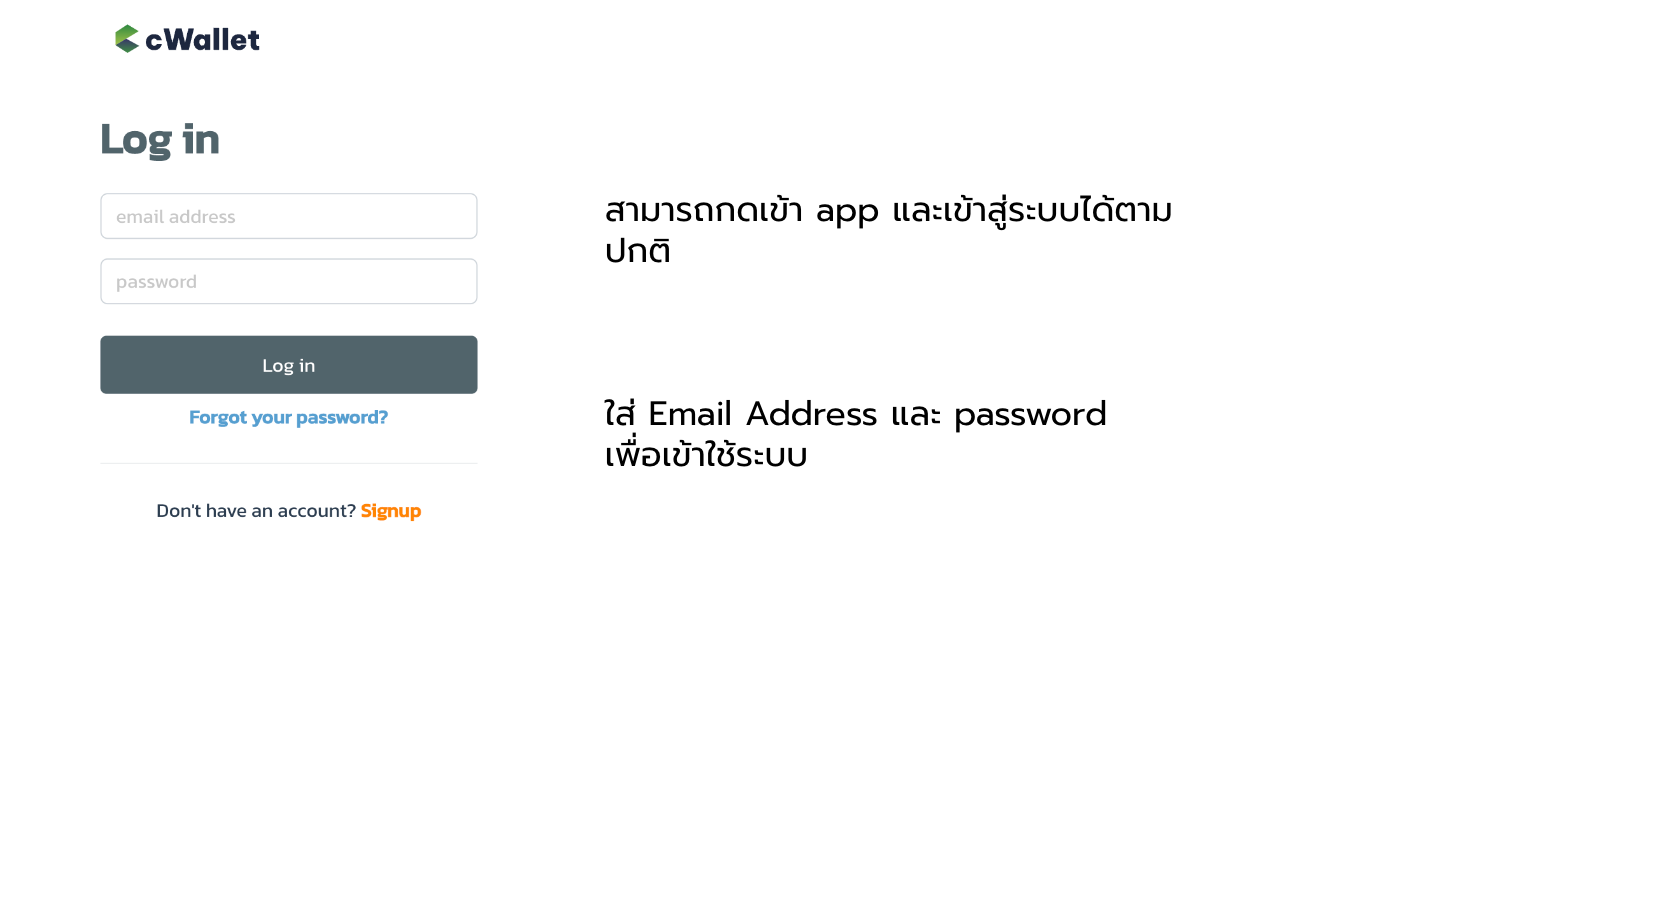 cWallet
Log in
email address
password
Log in
Forgot your password?
Don't have an account? Signup
สามารถกดเข้า app และเข้าสู่ระบบได้ตาม
ปกติ
ใส่ Email Address และ password
เพื่อเข้าใช้ระบบ